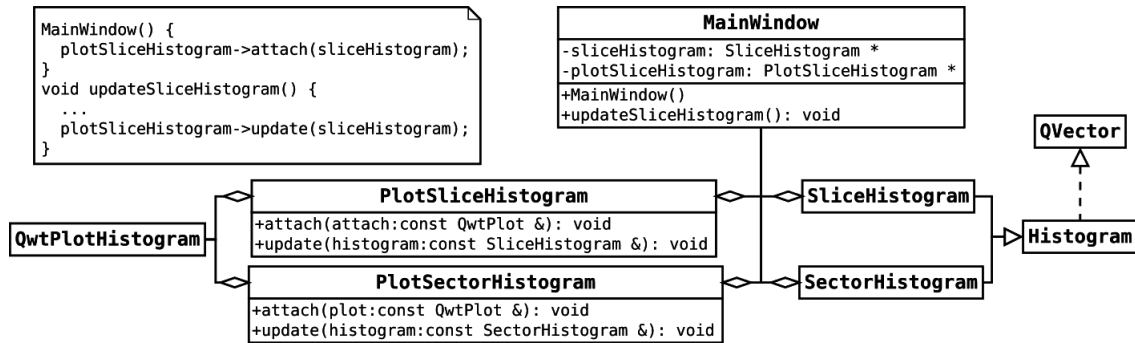 MainWindow() {
  plotSliceHistogram->attach(sliceHistogram);
}
void updateSliceHistogram() {
  ...
  plotSliceHistogram->update(sliceHistogram);
}
MainWindow
-sliceHistogram: SliceHistogram *
-plotSliceHistogram: PlotSliceHistogram *
+MainWindow()
+updateSliceHistogram(): void
QVector
PlotSliceHistogram
+attach(attach:const QwtPlot &): void
+update(histogram:const SliceHistogram &): void
SliceHistogram
QwtPlotHistogram
Histogram
PlotSectorHistogram
+attach(plot:const QwtPlot &): void
+update(histogram:const SectorHistogram &): void
SectorHistogram